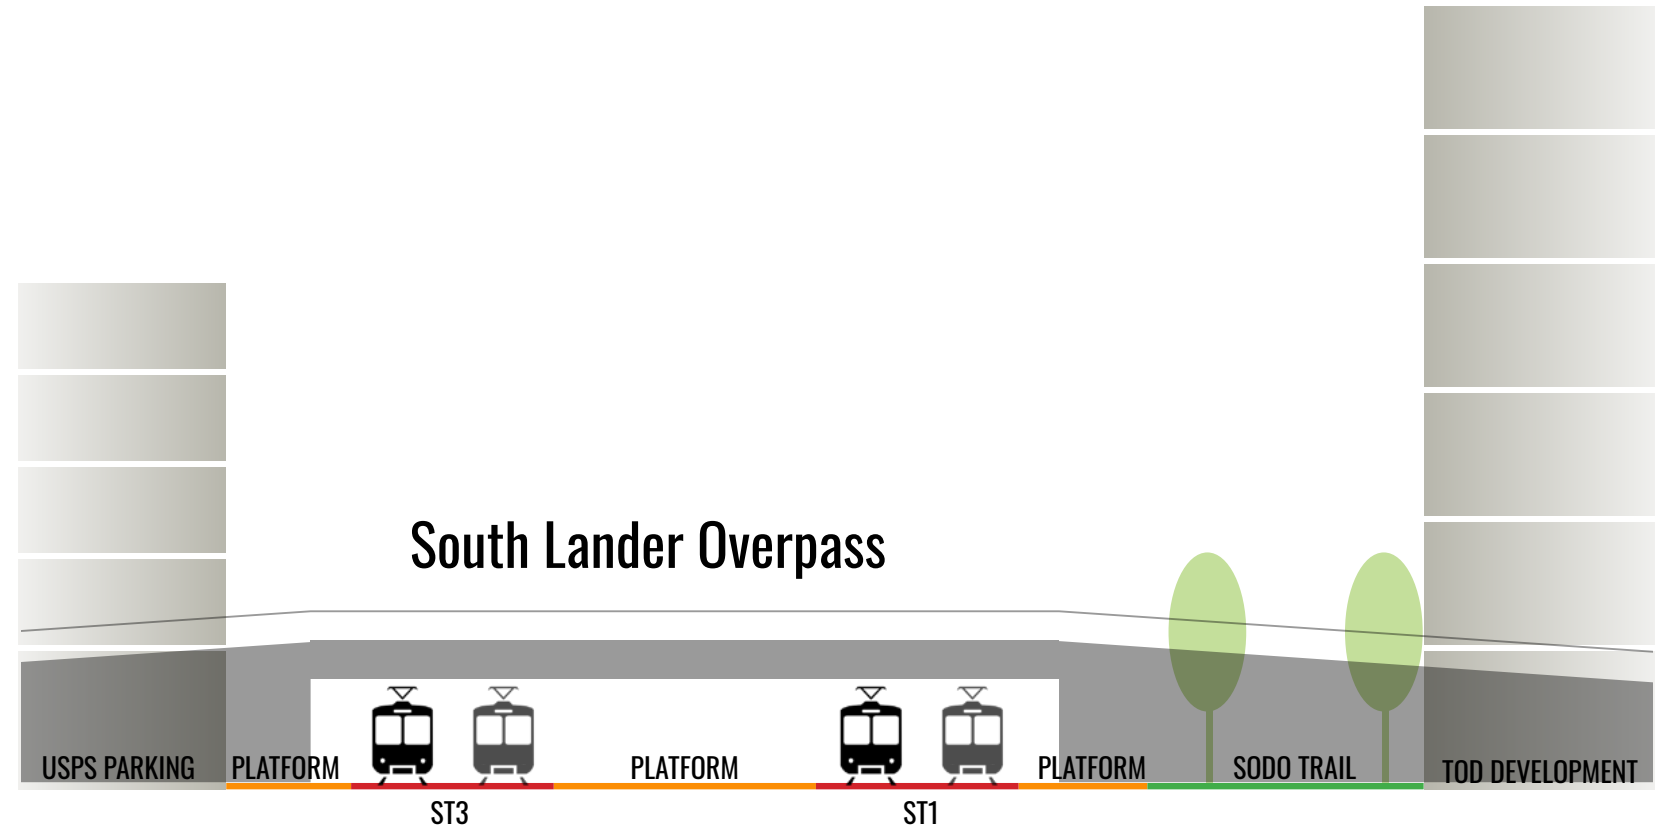 South Lander Overpass
USPS PARKING
PLATFORM
PLATFORM
PLATFORM
SODO TRAIL
TOD DEVELOPMENT
ST3
ST1